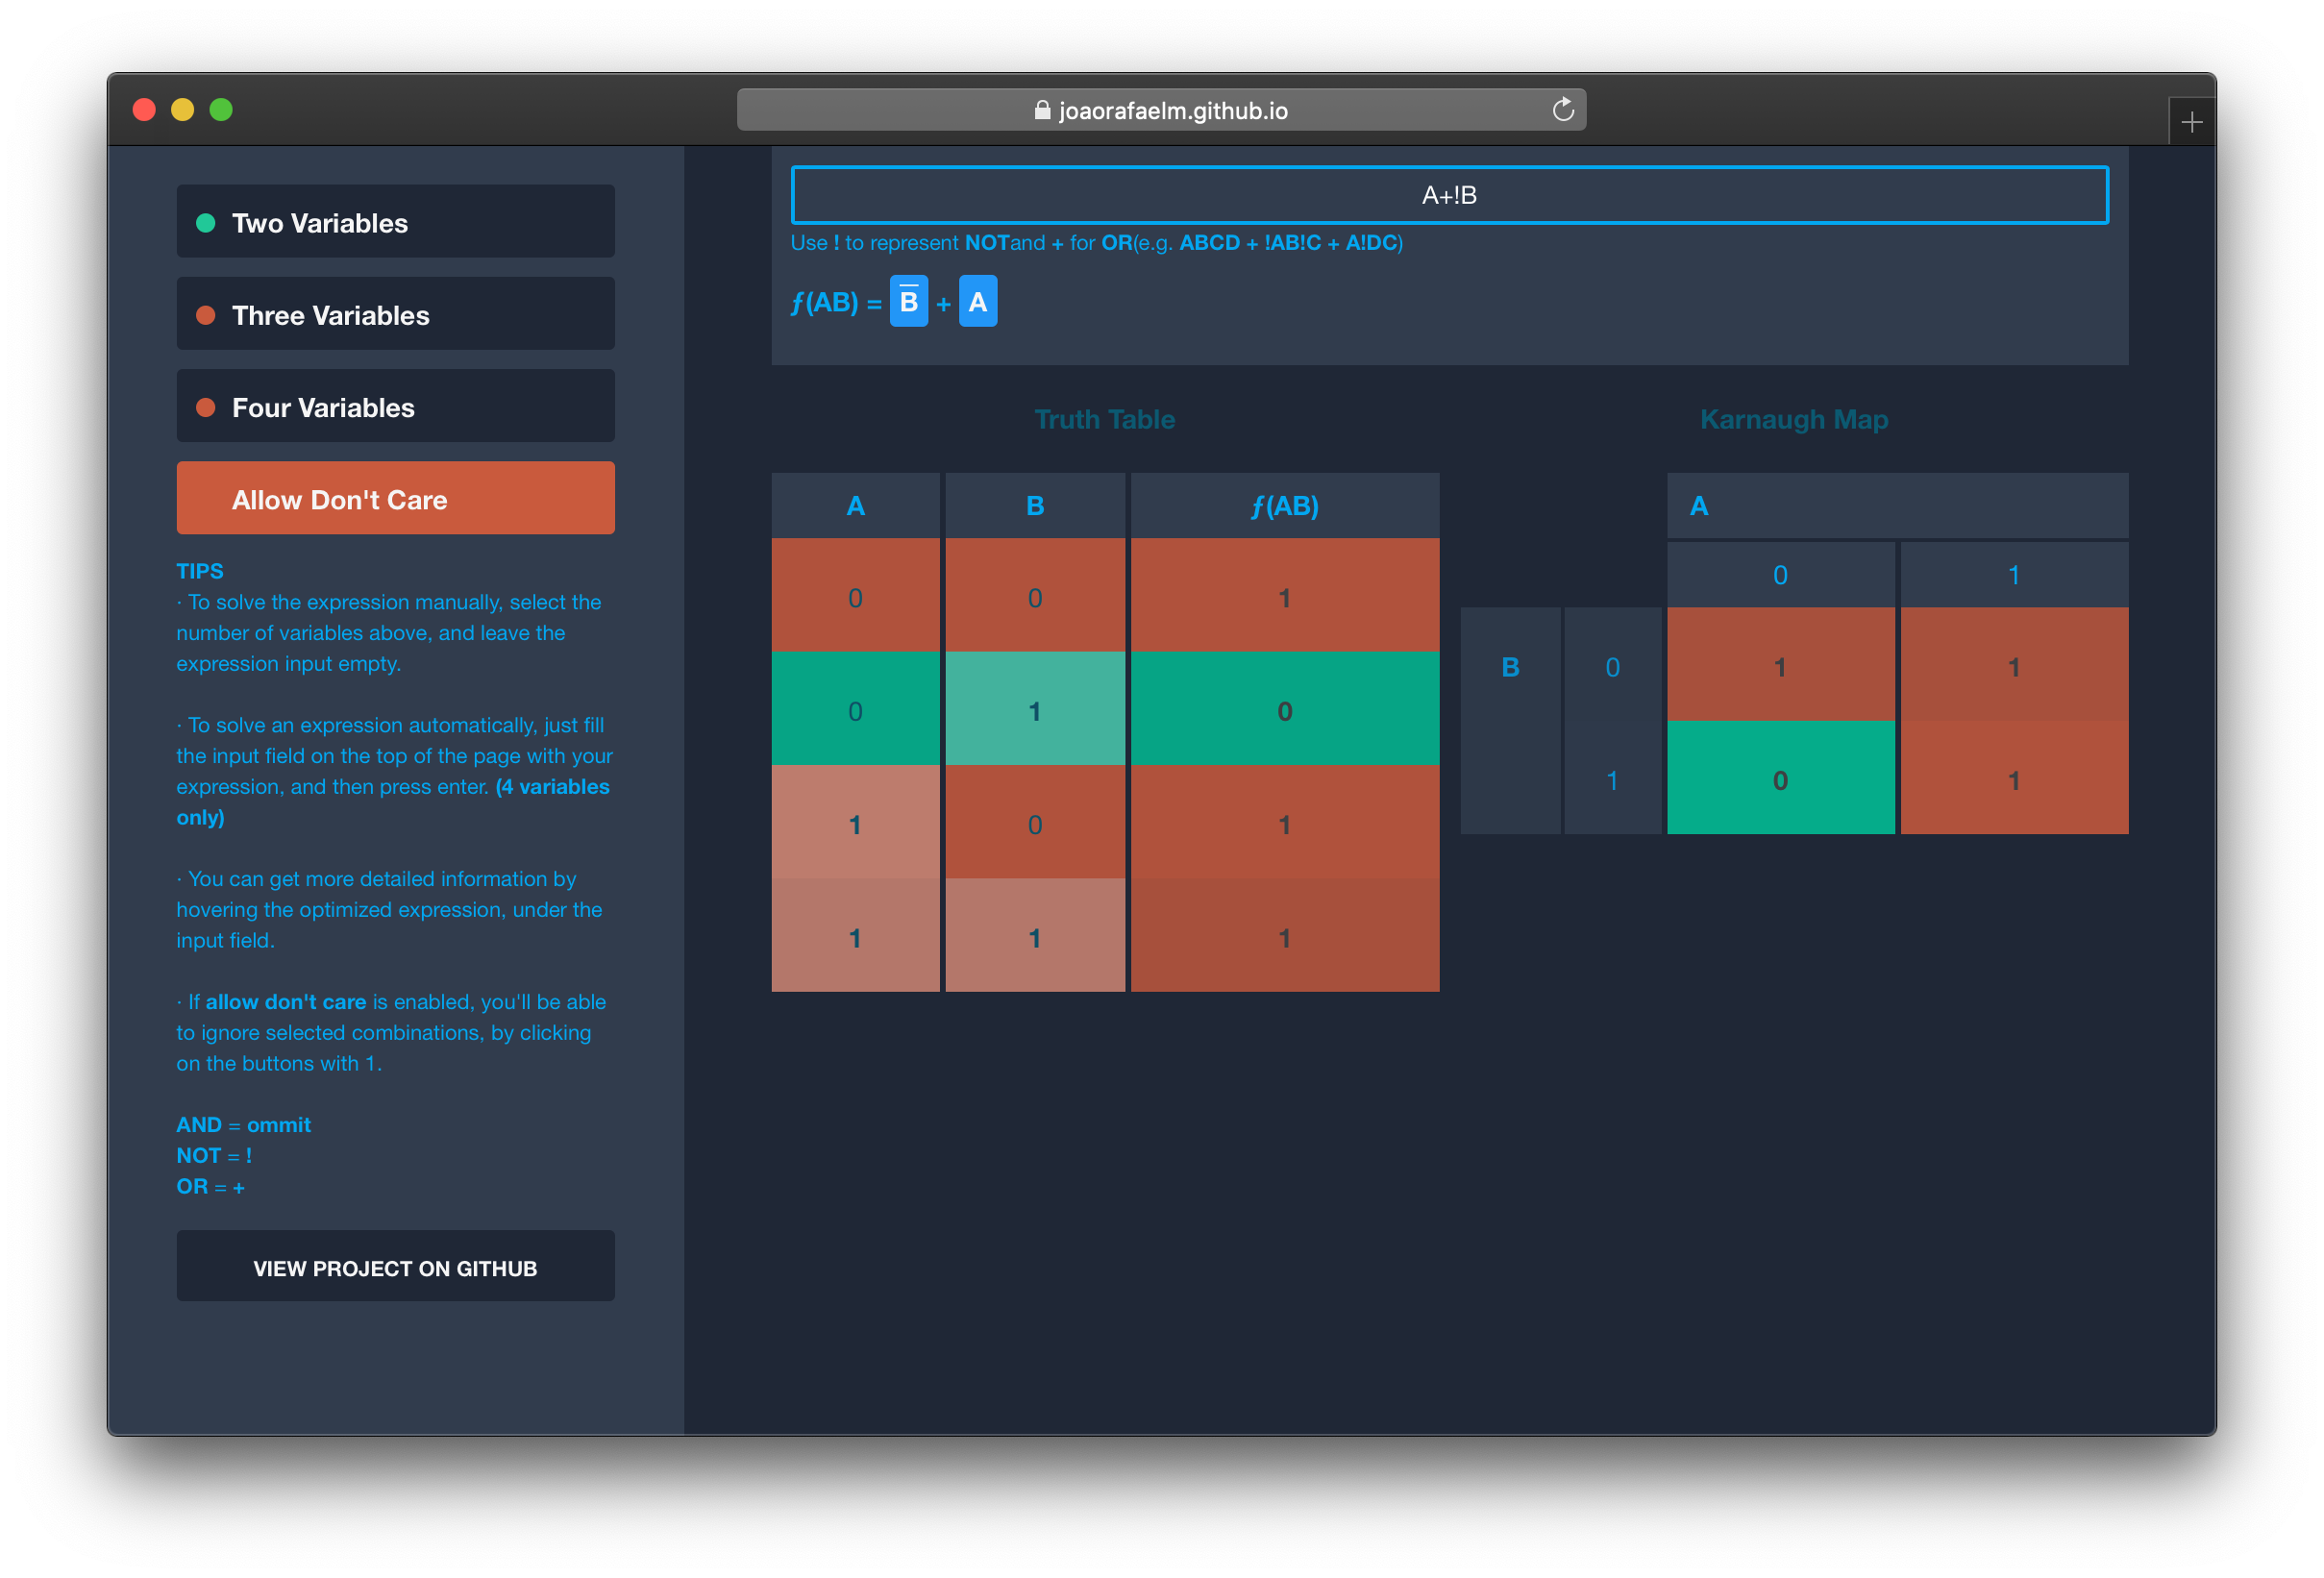 joaorafaelm.github.io
Two Variables
Three Variables
Four Variables
Allow Don't Care
TIPS
· To solve the expression manually, select the
number of variables above, and leave the
expression input empty.
· To solve an expression automatically, just fill
the input field on the top of the page with your
expression, and then press enter. (4 variables
only)
· You can get more detailed information by
hovering the optimized expression, under the
input field.
· If allow don't care is enabled, you'll be able
to ignore selected combinations, by clicking
on the buttons with 1.
AND = ommit
NOT = !
OR = +
VIEW PROJECT ON GITHUB
A+!B
Use ! to represent NOTand + for OR(e.g. ABCD + !AB!C + A!DC)
ƒ(AB) = B̅ + A
Truth Table
A B ƒ(AB)
0 0 1
0 1 0
1 0 1
1 1 1
Karnaugh Map
A
0 1
B 0 1 1
1 0 1